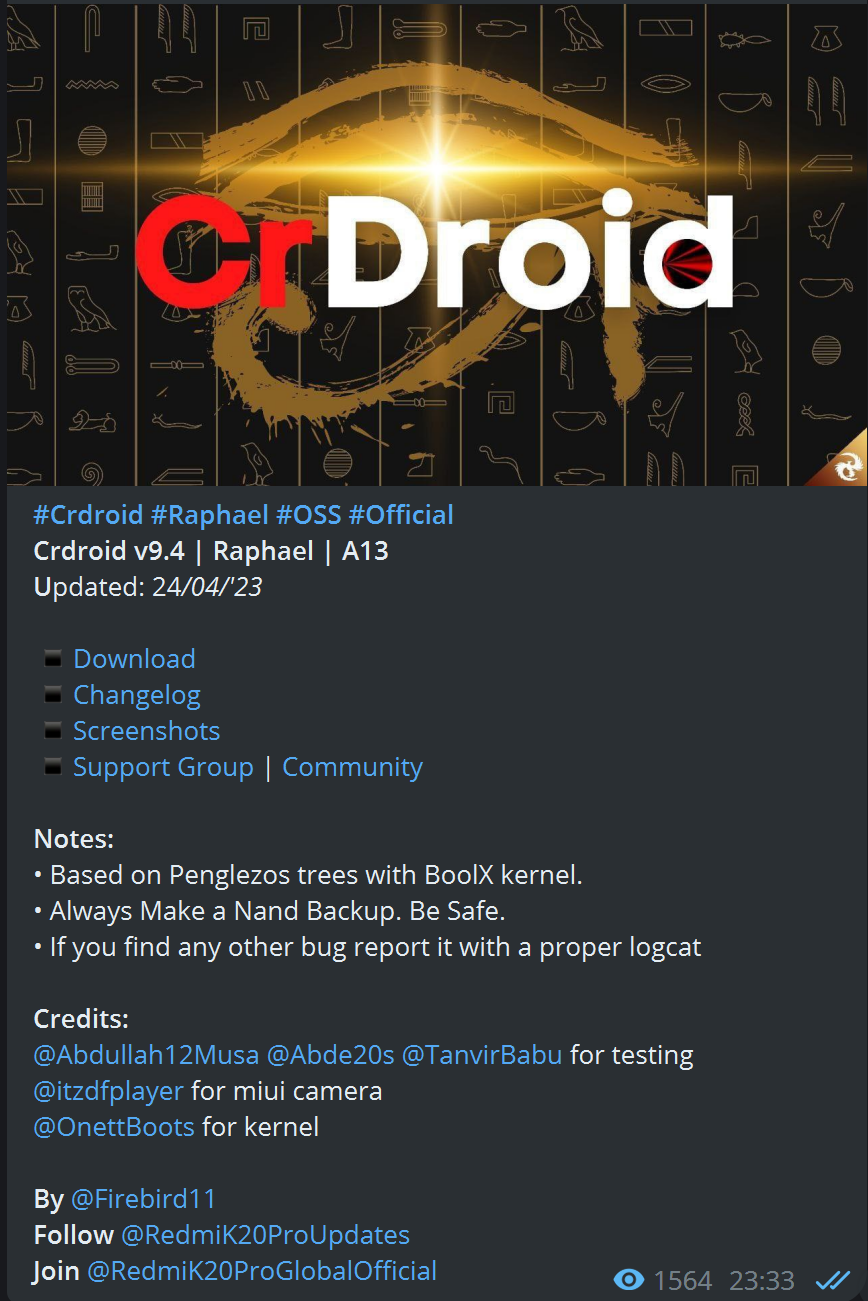 CrDroid
#Crdroid #Raphael #OSS #Official
Crdroid v9.4 | Raphael | A13
Updated: 24/04/'23
▪️ Download
▪️ Changelog
▪️ Screenshots
▪️ Support Group | Community
Notes:
• Based on Penglezos trees with BoolX kernel.
• Always Make a Nand Backup. Be Safe.
• If you find any other bug report it with a proper logcat
Credits:
@Abdullah12Musa @Abde20s @TanvirBabu for testing
@itzdfplayer for miui camera
@OnettBoots for kernel
By @Firebird11
Follow @RedmiK20ProUpdates
Join @RedmiK20ProGlobalOfficial
1564 23:33